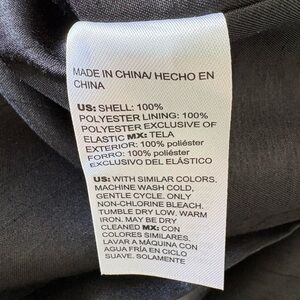 MADE IN CHINA/ HECHO EN
CHINA
US: SHELL: 100%
POLYESTER LINING: 100%
POLYESTER EXCLUSIVE OF
ELASTIC MX: TELA
EXTERIOR: 100% poliéster
FORRO: 100% poliéster
EXCLUSIVO DEL ELÁSTICO
US: WITH SIMILAR COLORS.
MACHINE WASH COLD,
GENTLE CYCLE. ONLY
NON-CHLORINE BLEACH.
TUMBLE DRY LOW. WARM
IRON. MAY BE DRY
CLEANED MX: CON
COLORES SIMILARES.
LAVAR A MÁQUINA CON
AGUA FRÍA EN CICLO
SUAVE. SOLAMENTE